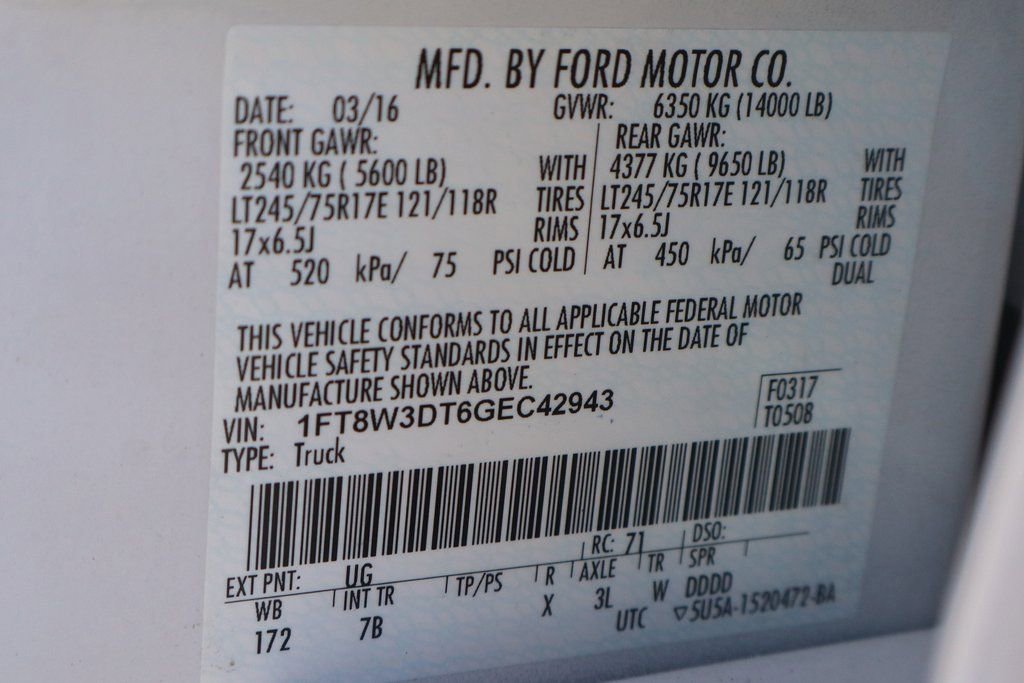 MFD. BY FORD MOTOR CO.
DATE: 03/16 GVWR: 6350 KG (14000 LB)
FRONT GAWR: REAR GAWR:
2540 KG ( 5600 LB) WITH 4377 KG ( 9650 LB) WITH
LT245/75R17E 121/118R TIRES LT245/75R17E 121/118R TIRES
17x6.5J RIMS 17x6.5J RIMS
AT 520 kPa/ 75 PSI COLD AT 450 kPa/ 65 PSI COLD
DUAL
THIS VEHICLE CONFORMS TO ALL APPLICABLE FEDERAL MOTOR
VEHICLE SAFETY STANDARDS IN EFFECT ON THE DATE OF
MANUFACTURE SHOWN ABOVE.
VIN: 1FT8W3DT6GEC42943 F0317
TYPE: Truck T0508
EXT PNT: UG RC: 71 DSO:
WB INT TR TP/PS R AXLE TR SPR
172 7B X 3L W DDDD
UTC ▽5U5A-1520472-BA